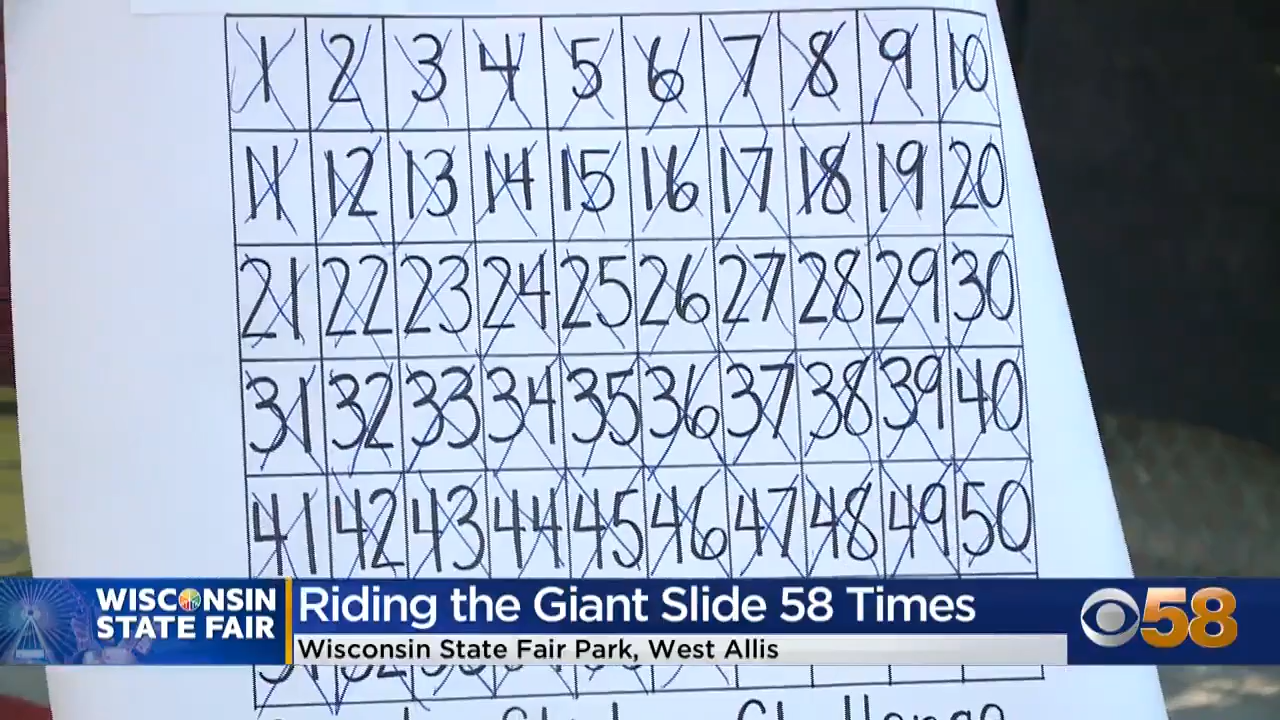 1 2 3 4 5 6 7 8 9 10
11 12 13 14 15 16 17 18 19 20
21 22 23 24 25 26 27 28 29 30
31 32 33 34 35 36 37 38 39 40
41 42 43 44 45 46 47 48 49 50
WISCONSIN
STATE FAIR
Riding the Giant Slide 58 Times
Wisconsin State Fair Park, West Allis
58
Challenge